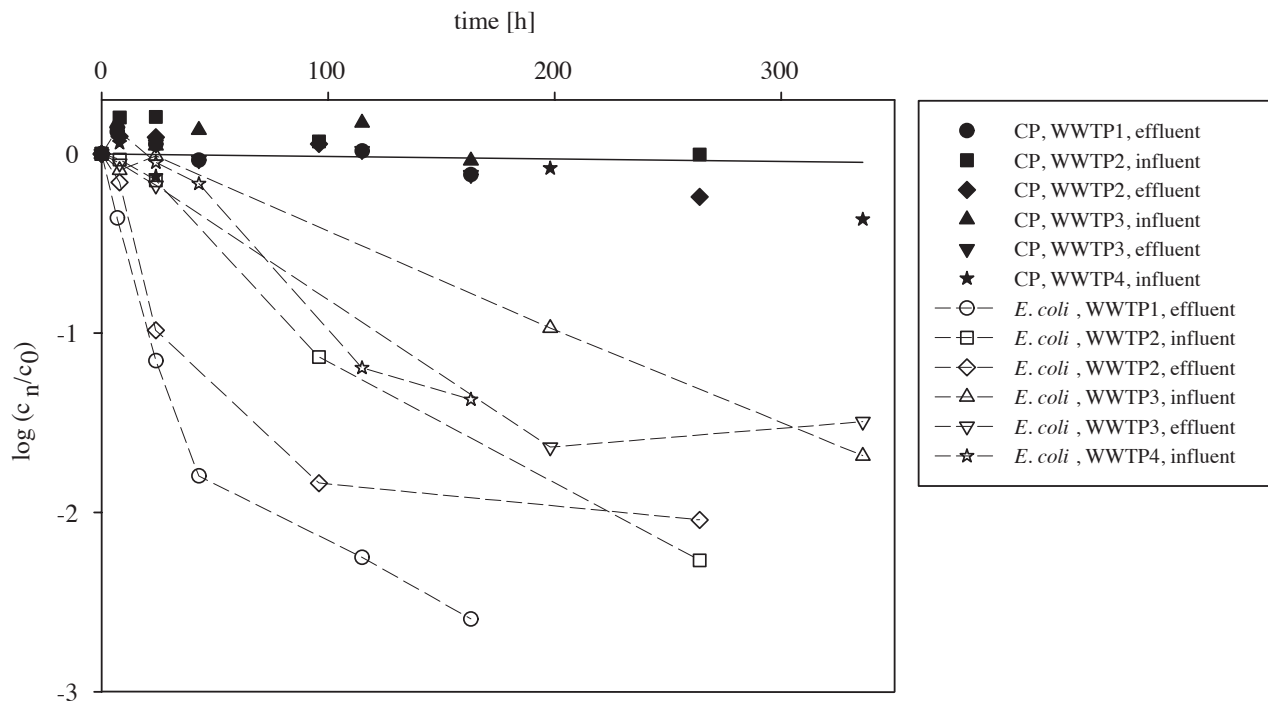 time [h]
0 100 200 300
0
-1
-2
-3
log (c n/c0)
CP, WWTP1, effluent
CP, WWTP2, influent
CP, WWTP2, effluent
CP, WWTP3, influent
CP, WWTP3, effluent
CP, WWTP4, influent
E. coli , WWTP1, effluent
E. coli , WWTP2, influent
E. coli , WWTP2, effluent
E. coli , WWTP3, influent
E. coli , WWTP3, effluent
E. coli , WWTP4, influent